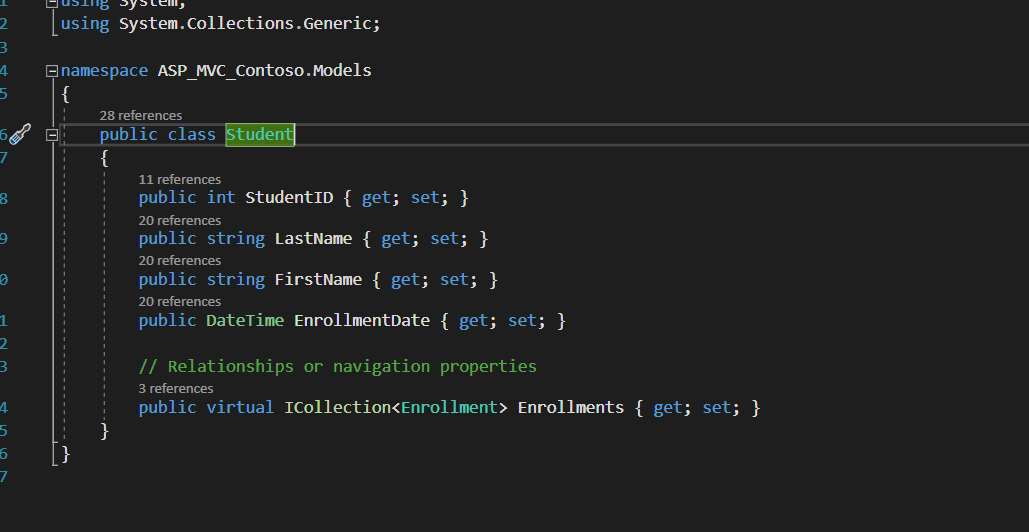 1 using System;
2 using System.Collections.Generic;
3
4 namespace ASP_MVC_Contoso.Models
5 {
28 references
6 public class Student
7 {
11 references
8 public int StudentID { get; set; }
20 references
9 public string LastName { get; set; }
20 references
0 public string FirstName { get; set; }
20 references
1 public DateTime EnrollmentDate { get; set; }
2
3 // Relationships or navigation properties
3 references
4 public virtual ICollection<Enrollment> Enrollments { get; set; }
5 }
6 }
7